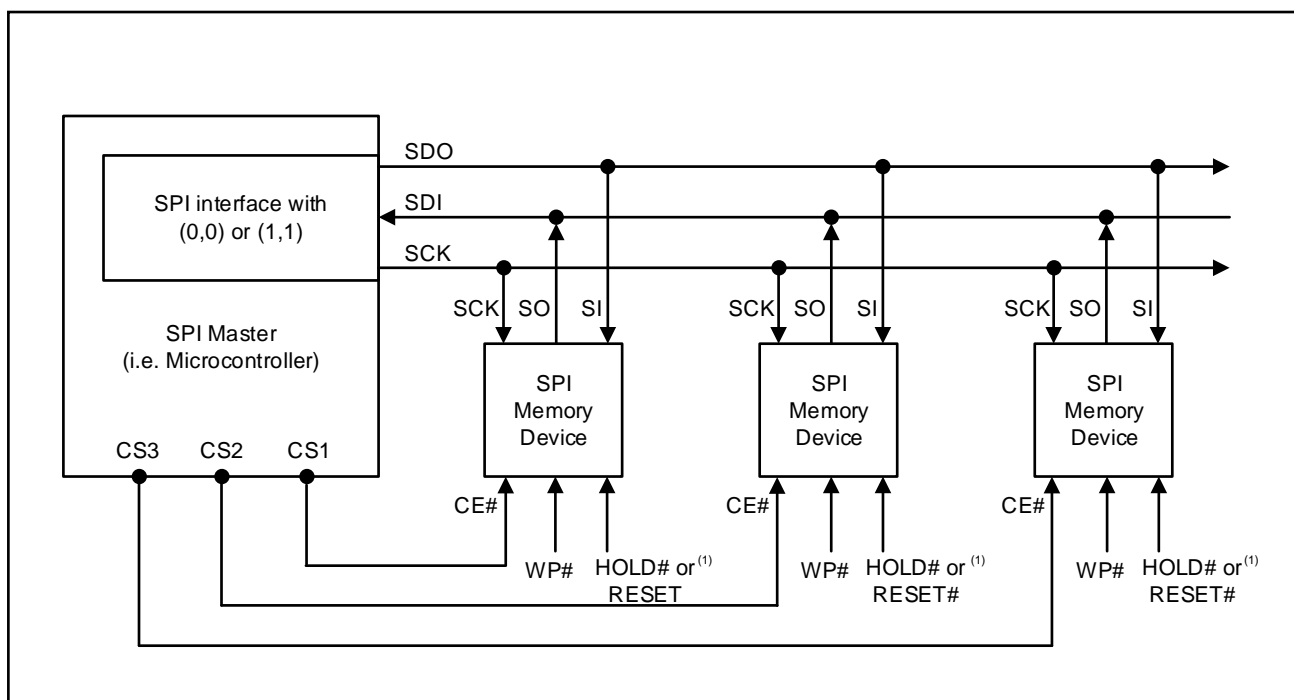 SDO
SPI interface with
(0,0) or (1,1)
SDI
SCK
SPI Master
(i.e. Microcontroller)
CS3
CS2
CS1
SCK
SO
SI
SPI
Memory
Device
CE#
WP#
HOLD# or (1)
RESET
SCK
SO
SI
SPI
Memory
Device
CE#
WP#
HOLD# or (1)
RESET#
SCK
SO
SI
SPI
Memory
Device
CE#
WP#
HOLD# or (1)
RESET#